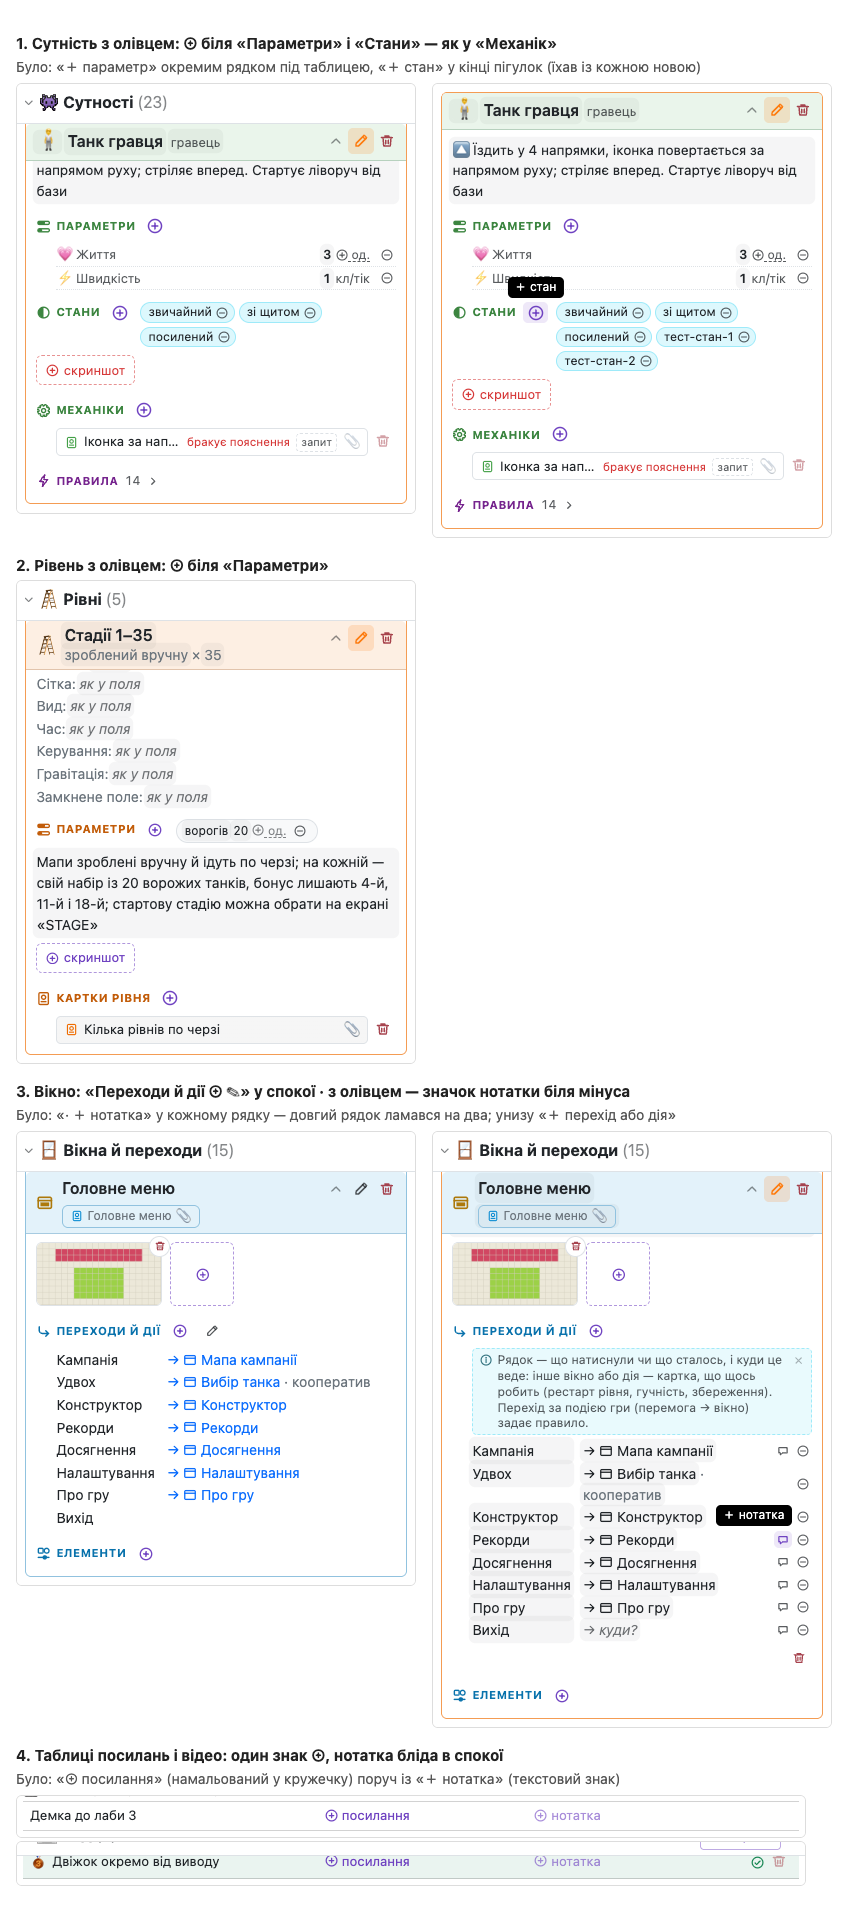 1. Сутність з олівцем: ⊕ біля «Параметри» і «Стани» — як у «Механік»
Було: «+ параметр» окремим рядком під таблицею, «+ стан» у кінці пігулок (їхав із кожною новою)
Сутності (23)
Танк гравця гравець
напрямом руху; стріляє вперед. Стартує ліворуч від
бази
ПАРАМЕТРИ
Життя 3 од.
Швидкість 1 кл/тік
СТАНИ звичайний зі щитом
посилений
скриншот
МЕХАНІКИ
Іконка за нап... бракує пояснення запит
ПРАВИЛА 14
Танк гравця гравець
Їздить у 4 напрямки, іконка повертається за
напрямом руху; стріляє вперед. Стартує ліворуч від
бази
ПАРАМЕТРИ
Життя 3 од.
1 кл/тік
+ стан
СТАНИ звичайний зі щитом
посилений тест-стан-1
тест-стан-2
скриншот
МЕХАНІКИ
Іконка за нап... бракує пояснення запит
ПРАВИЛА 14
2. Рівень з олівцем: ⊕ біля «Параметри»
Рівні (5)
Стадії 1–35
зроблений вручну × 35
Сітка: як у поля
Вид: як у поля
Час: як у поля
Керування: як у поля
Гравітація: як у поля
Замкнене поле: як у поля
ПАРАМЕТРИ ворогів 20 од.
Мапи зроблені вручну й ідуть по черзі; на кожній —
свій набір із 20 ворожих танків, бонус лишають 4-й,
11-й і 18-й; стартову стадію можна обрати на екрані
«STAGE»
скриншот
КАРТКИ РІВНЯ
Кілька рівнів по черзі
3. Вікно: «Переходи й дії ⊕ ✎» у спокої · з олівцем — значок нотатки біля мінуса
Було: «· + нотатка» у кожному рядку — довгий рядок ламався на два; унизу «+ перехід або дія»
Вікна й переходи (15)
Головне меню
Головне меню
ПЕРЕХОДИ Й ДІЇ
Кампанія → Мапа кампанії
Удвох → Вибір танка · кооператив
Конструктор → Конструктор
Рекорди → Рекорди
Досягнення → Досягнення
Налаштування → Налаштування
Про гру → Про гру
Вихід
ЕЛЕМЕНТИ
Вікна й переходи (15)
Головне меню
Головне меню
ПЕРЕХОДИ Й ДІЇ
Рядок — що натиснули чи що сталось, і куди це
веде: інше вікно або дія — картка, що щось
робить (рестарт рівня, гучність, збереження).
Перехід за подією гри (перемога → вікно)
задає правило.
Кампанія → Мапа кампанії
Удвох → Вибір танка ·
кооператив
Конструктор → Конструктор + нотатка
Рекорди → Рекорди
Досягнення → Досягнення
Налаштування → Налаштування
Про гру → Про гру
Вихід → куди?
ЕЛЕМЕНТИ
4. Таблиці посилань і відео: один знак ⊕, нотатка бліда в спокої
Було: «⊕ посилання» (намальований у кружечку) поруч із «+ нотатка» (текстовий знак)
Демка до лаби 3 посилання нотатка
Двіжок окремо від виводу посилання нотатка